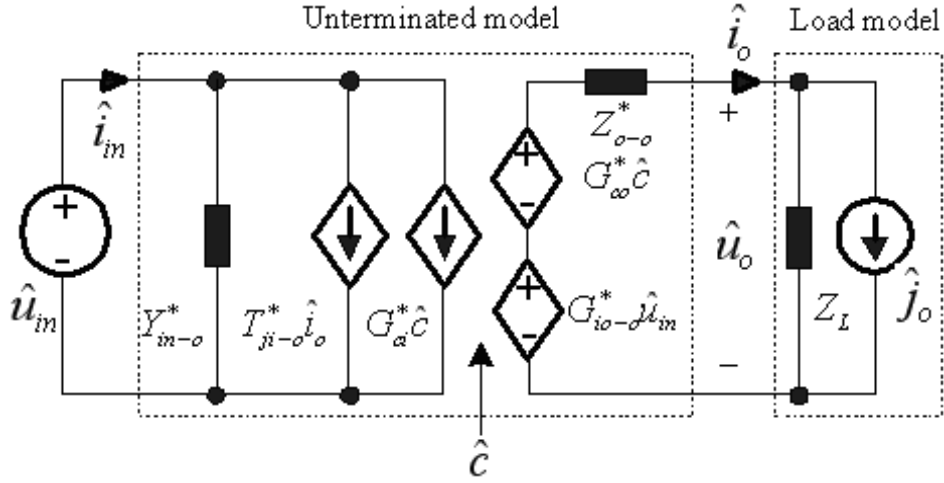 Unterminated model
Load model
î_in
î_o
+
−
û_in
Y*_in−o
T*_ji−o î_o
G*_ci ĉ
+
-
+
-
Z*_o−o
G*_co ĉ
G*_io−o û_in
+
û_o
−
Z_L
ĵ_o
ĉ